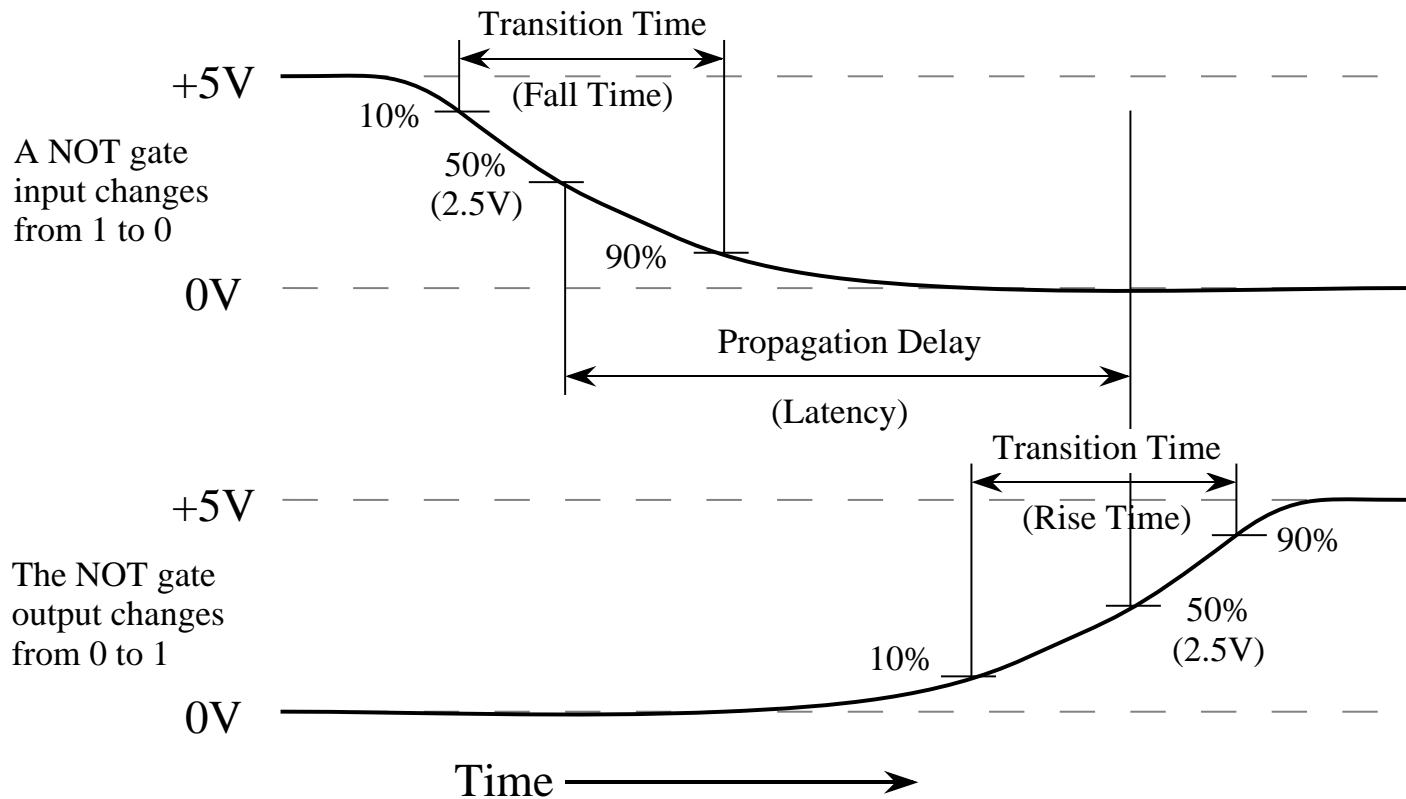 Transition Time
+5V
(Fall Time)
10%
A NOT gate
input changes
from 1 to 0
50%
(2.5V)
90%
0V
Propagation Delay
(Latency)
Transition Time
+5V
(Rise Time)
90%
The NOT gate
output changes
from 0 to 1
50%
(2.5V)
10%
0V
Time